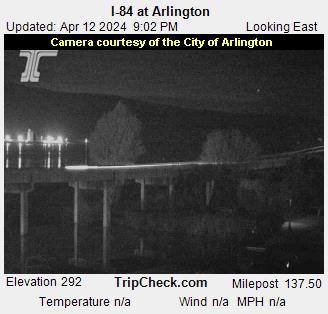 I-84 at Arlington
Updated: Apr 12 2024 9:02 PM Looking East
Camera courtesy of the City of Arlington
Elevation 292 TripCheck.com Milepost 137.50
Temperature n/a Wind n/a MPH n/a